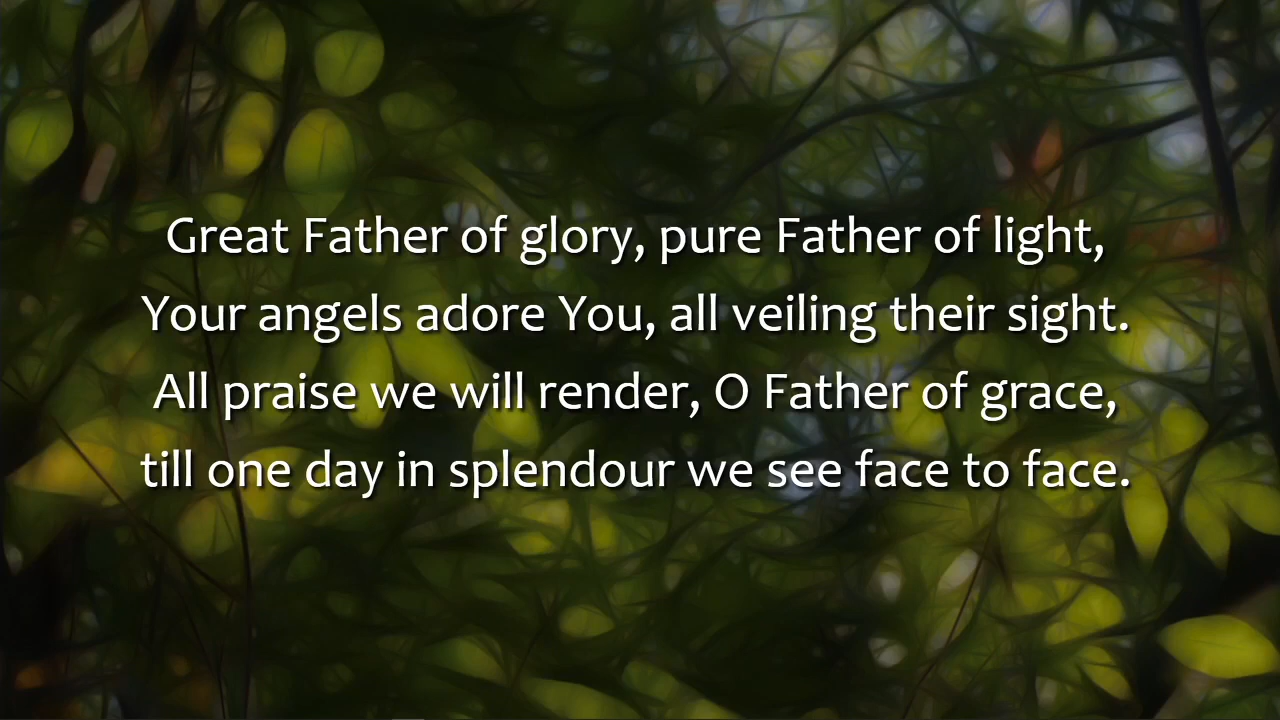 Great Father of glory, pure Father of light,
Your angels adore You, all veiling their sight.
All praise we will render, O Father of grace,
till one day in splendour we see face to face.